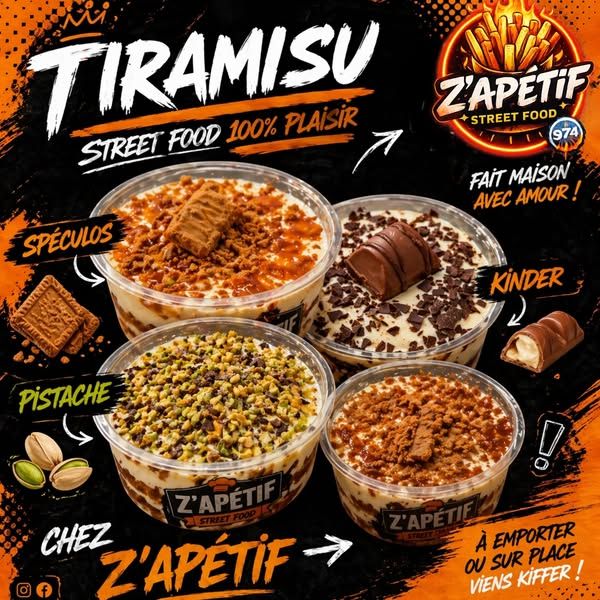 TIRAMISU
STREET FOOD 100% PLAISIR
Z'APÉTIF
STREET FOOD
974
FAIT MAISON
AVEC AMOUR !
SPÉCULOS
KINDER
PISTACHE
Z'APÉTIF
STREET FOOD
Z'APÉTIF
STREET FOOD
CHEZ
Z'APÉTIF
À EMPORTER
OU SUR PLACE
VIENS KIFFER !